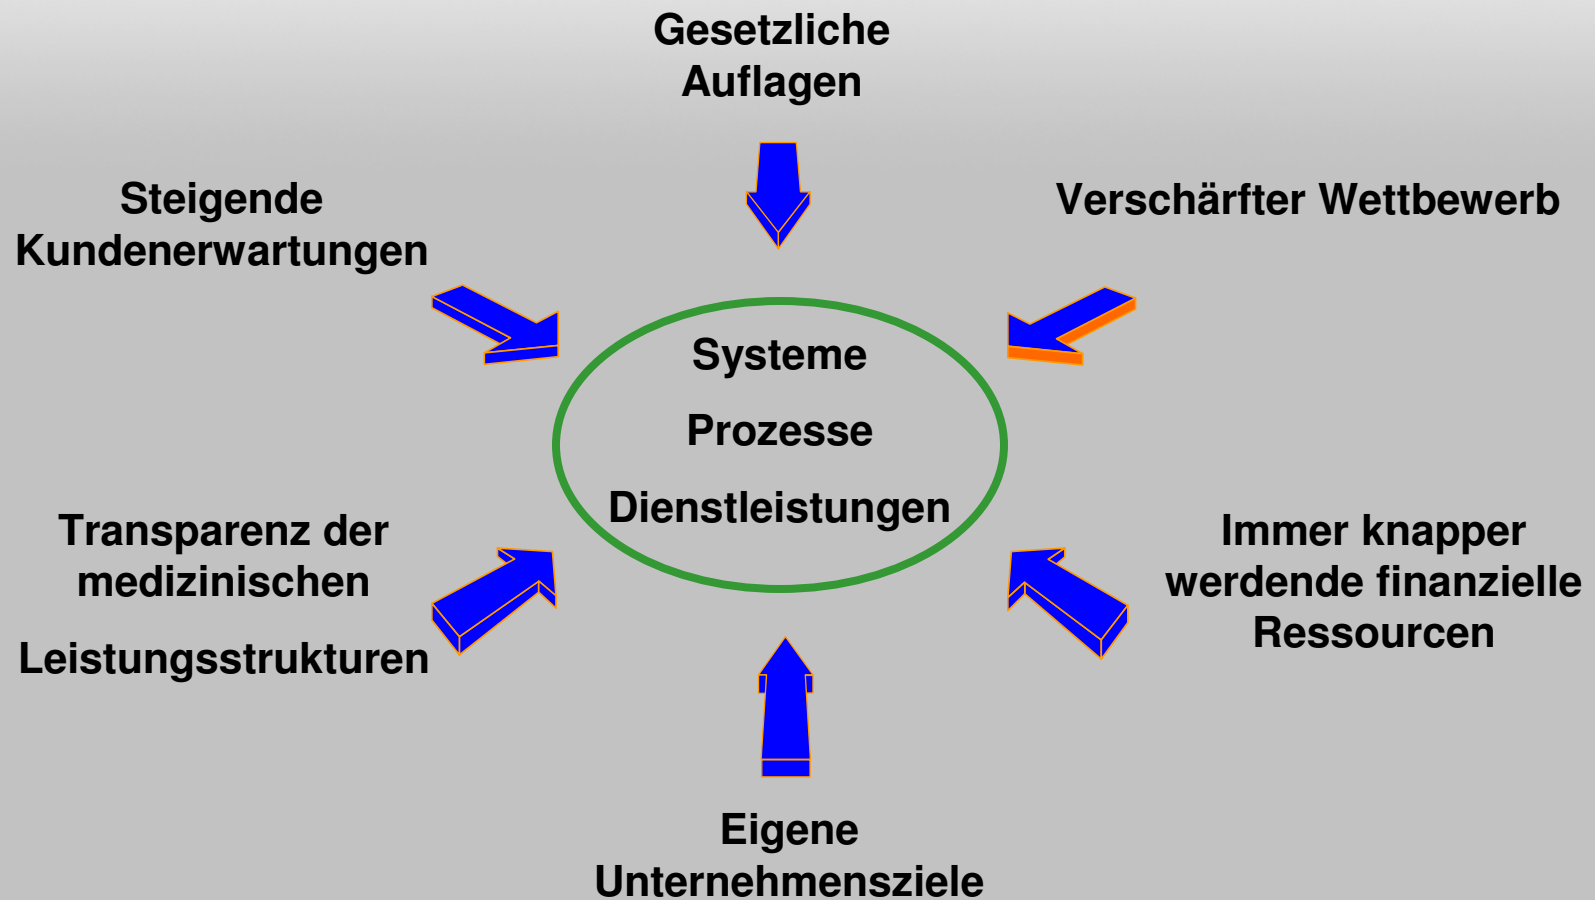 Gesetzliche
Auflagen
Steigende
Kundenerwartungen
Verschärfter Wettbewerb
Systeme
Prozesse
Dienstleistungen
Transparenz der
medizinischen
Leistungsstrukturen
Immer knapper
werdende finanzielle
Ressourcen
Eigene
Unternehmensziele